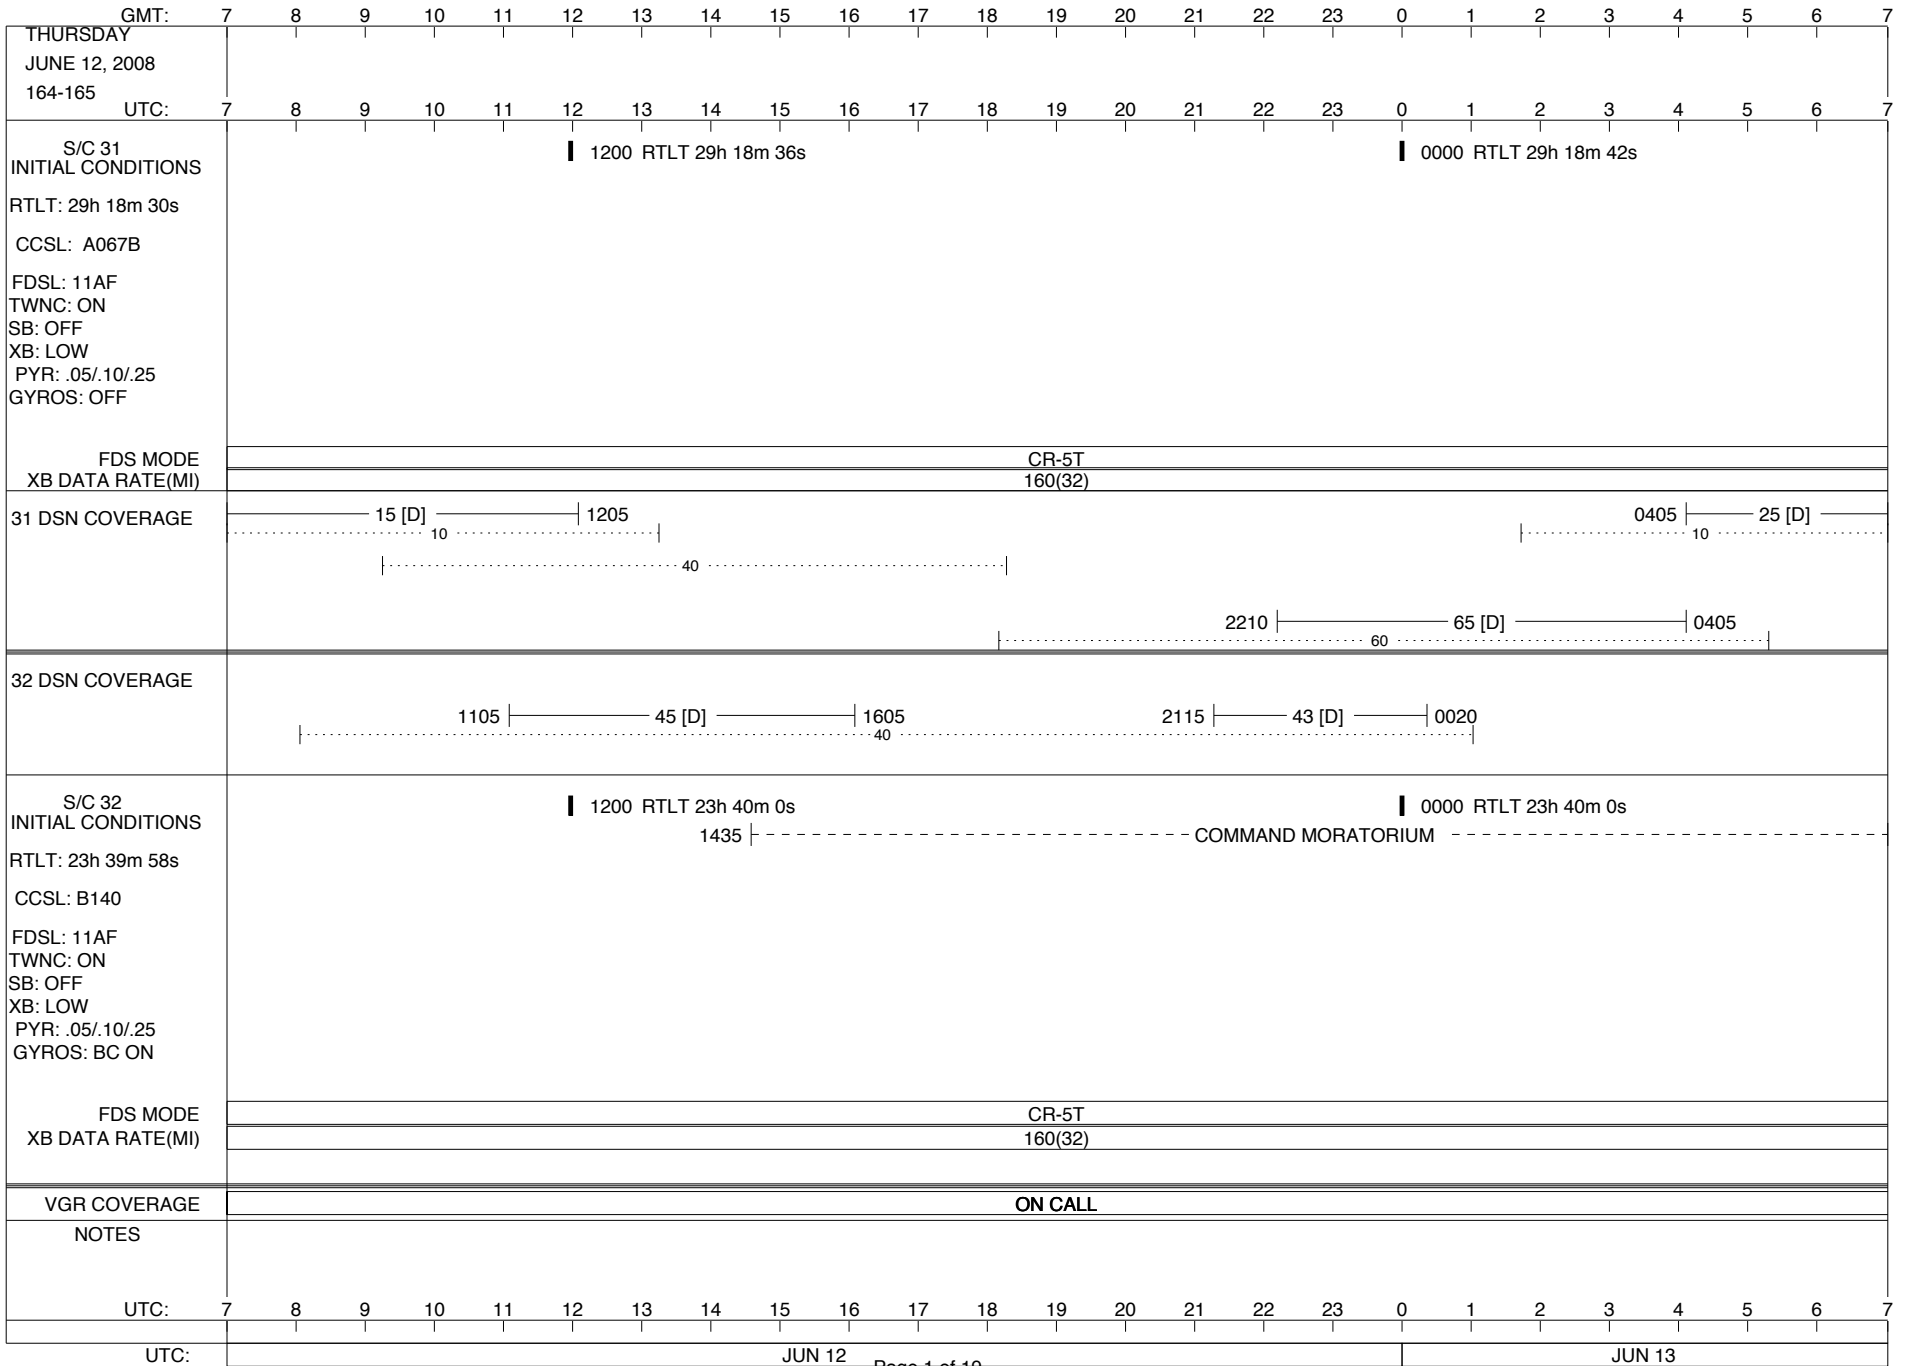 GMT: 7 8 9 10 11 12 13 14 15 16 17 18 19 20 21 22 23 0 1 2 3 4 5 6 7
THURSDAY
JUNE 12, 2008
164-165
UTC: 7 8 9 10 11 12 13 14 15 16 17 18 19 20 21 22 23 0 1 2 3 4 5 6 7
S/C 31
INITIAL CONDITIONS
1200 RTLT 29h 18m 36s
0000 RTLT 29h 18m 42s
RTLT: 29h 18m 30s
CCSL: A067B
FDSL: 11AF
TWNC: ON
SB: OFF
XB: LOW
PYR: .05/.10/.25
GYROS: OFF
FDS MODE CR-5T
XB DATA RATE(MI) 160(32)
31 DSN COVERAGE 15 [D] 1205 0405 25 [D]
10 10
40
2210 65 [D] 0405
60
32 DSN COVERAGE
1105 45 [D] 1605 2115 43 [D] 0020
40
S/C 32
INITIAL CONDITIONS
1200 RTLT 23h 40m 0s
0000 RTLT 23h 40m 0s
1435 COMMAND MORATORIUM
RTLT: 23h 39m 58s
CCSL: B140
FDSL: 11AF
TWNC: ON
SB: OFF
XB: LOW
PYR: .05/.10/.25
GYROS: BC ON
FDS MODE CR-5T
XB DATA RATE(MI) 160(32)
VGR COVERAGE ON CALL
NOTES
UTC: 7 8 9 10 11 12 13 14 15 16 17 18 19 20 21 22 23 0 1 2 3 4 5 6 7
UTC: JUN 12 JUN 13
Page 1 of 19